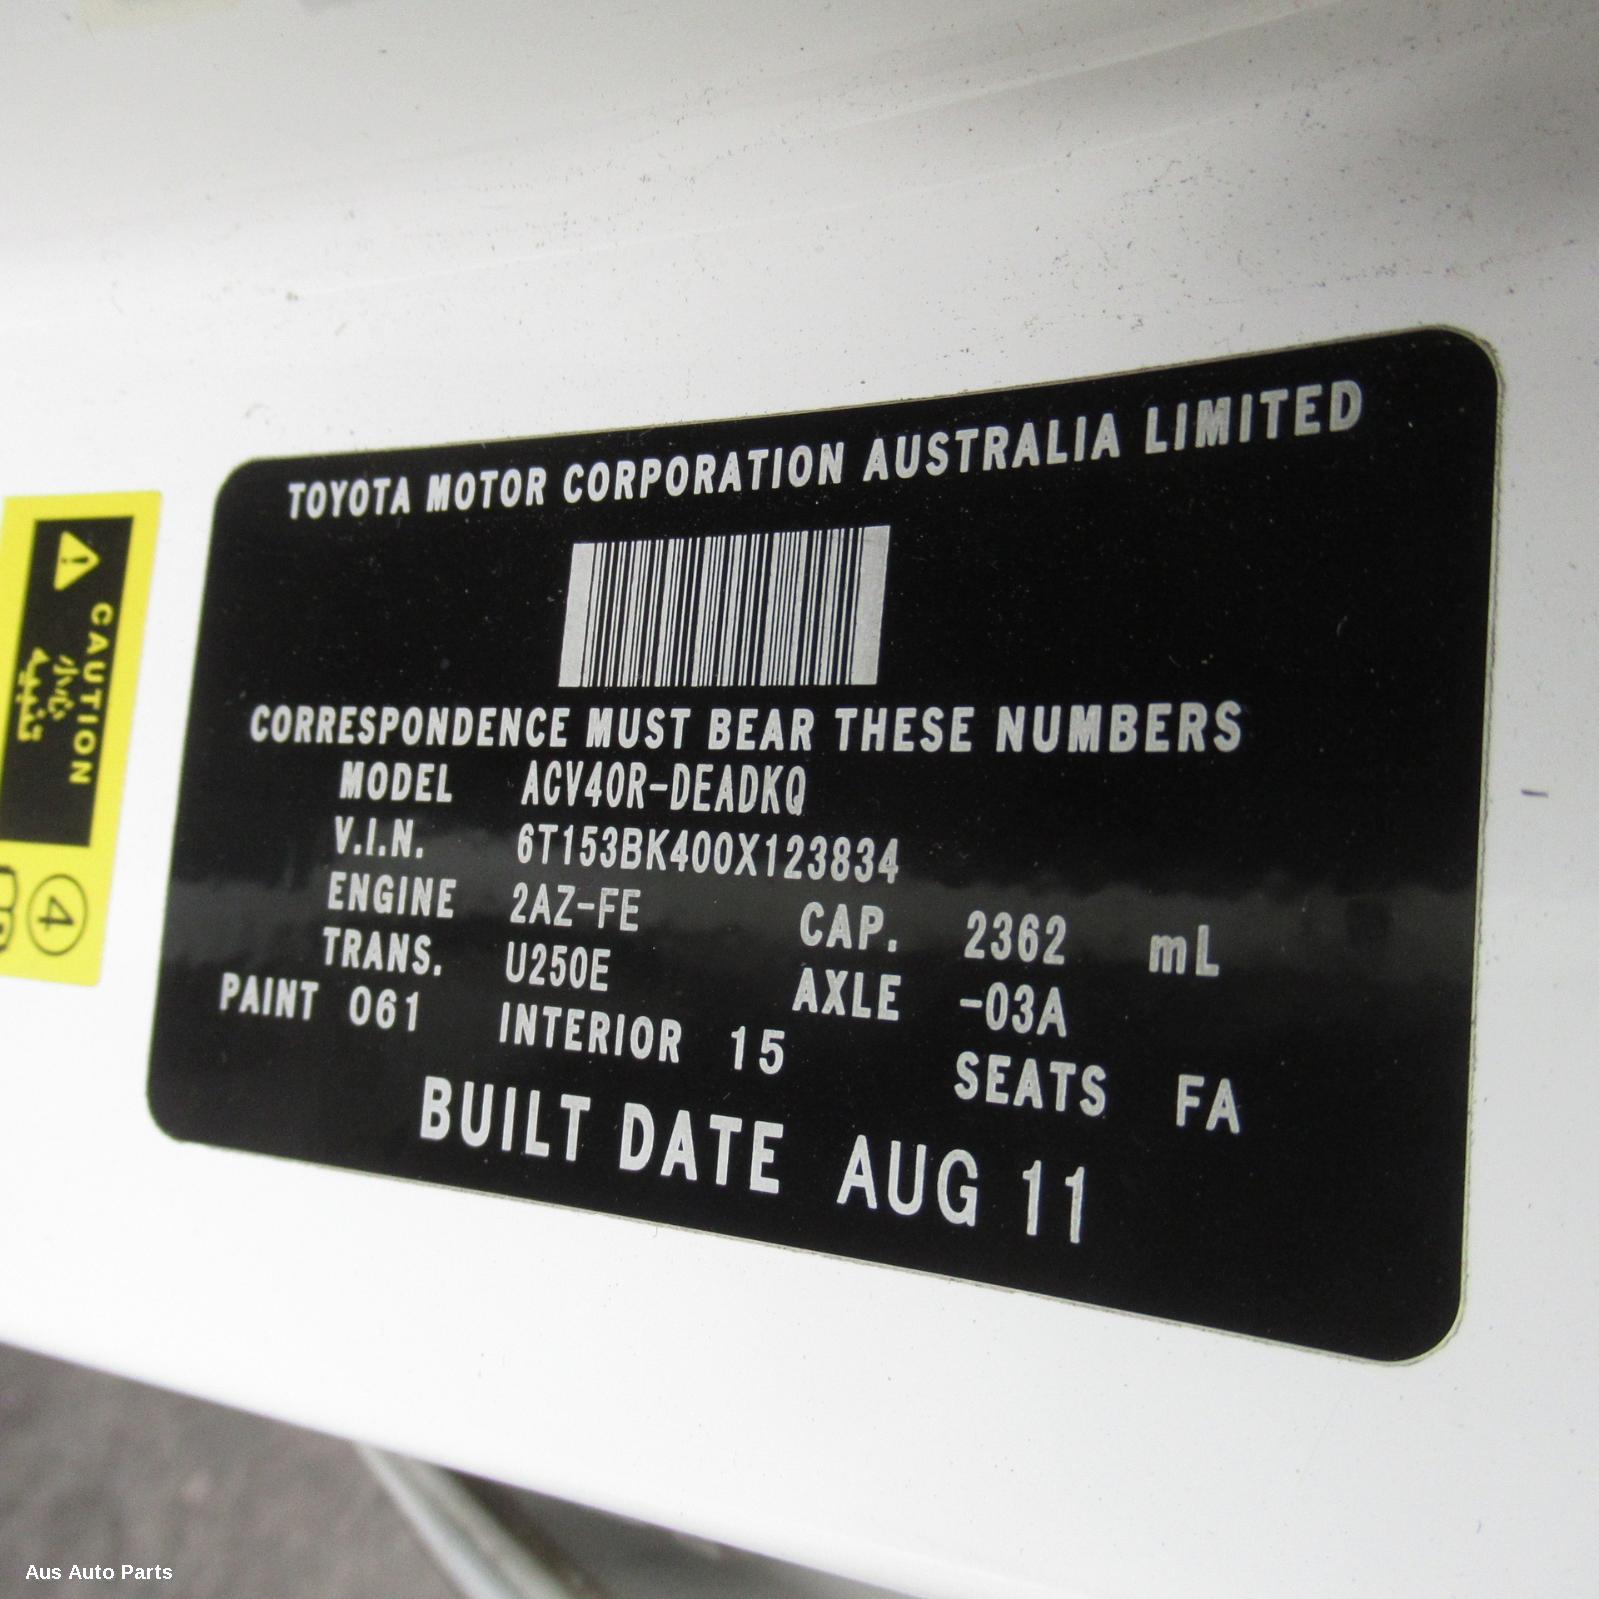 TOYOTA MOTOR CORPORATION AUSTRALIA LIMITED
CORRESPONDENCE MUST BEAR THESE NUMBERS
MODEL ACV40R-DEADKQ
V.I.N. 6T153BK400X123834
ENGINE 2AZ-FE CAP. 2362 mL
TRANS. U250E AXLE -03A
PAINT 061 INTERIOR 15 SEATS FA
BUILT DATE AUG 11
CAUTION
4
Aus Auto Parts